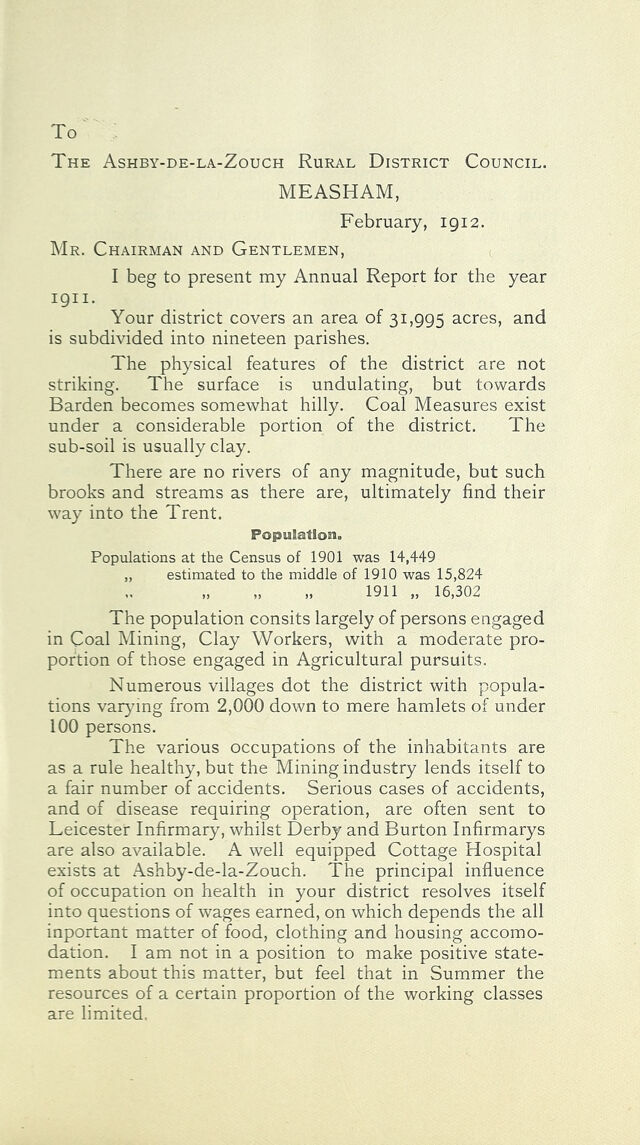 To
The Ashby-de-la-Zouch Rural District Council.
MEASHAM,
February, 1912.
Mr. Chairman and Gentlemen,
I beg to present my Annual Report for the year
1911.
Your district covers an area of 31,995 acres, and
is subdivided into nineteen parishes.
The physical features of the district are not
striking. The surface is undulating, but towards
Barden becomes somewhat hilly. Coal Measures exist
under a considerable portion of the district. The
sub-soil is usually clay.
There are no rivers of any magnitude, but such
brooks and streams as there are, ultimately find their
way into the Trent.
Population.
Populations at the Census of 1901 was 14,449
„ estimated to the middle of 1910 was 15,824
„ „ „ „ 1911 „ 16,302
The population consits largely of persons engaged
in Coal Mining, Clay Workers, with a moderate pro-
portion of those engaged in Agricultural pursuits.
Numerous villages dot the district with popula-
tions varying from 2,000 down to mere hamlets of under
100 persons.
The various occupations of the inhabitants are
as a rule healthy, but the Mining industry lends itself to
a fair number of accidents. Serious cases of accidents,
and of disease requiring operation, are often sent to
Leicester Infirmary, whilst Derby and Burton Infirmarys
are also available. A well equipped Cottage Hospital
exists at Ashby-de-la-Zouch. The principal influence
of occupation on health in your district resolves itself
into questions of wages earned, on which depends the all
inportant matter of food, clothing and housing accomo-
dation. I am not in a position to make positive state-
ments about this matter, but feel that in Summer the
resources of a certain proportion of the working classes
are limited.